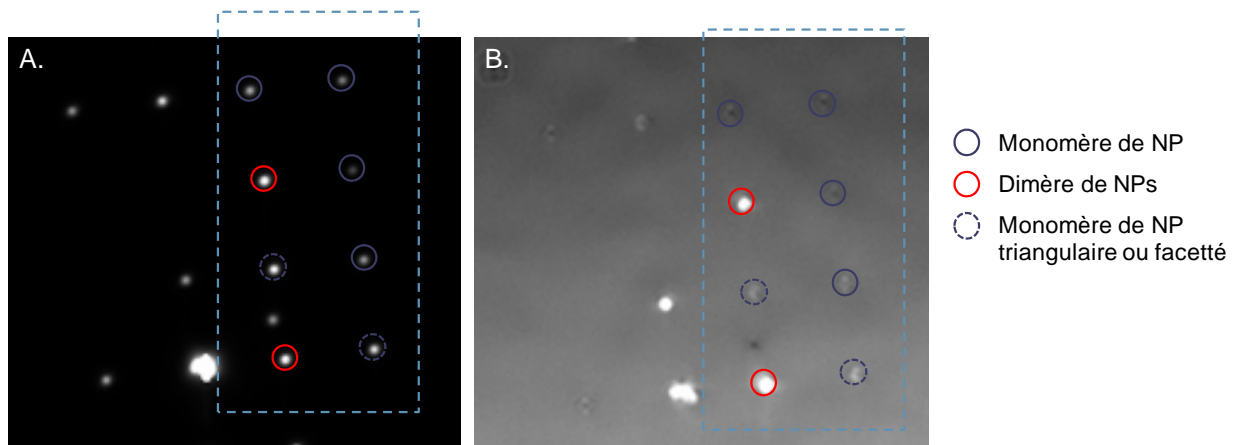 A.
B.
Monomère de NP
Dimère de NPs
Monomère de NP
triangulaire ou facetté